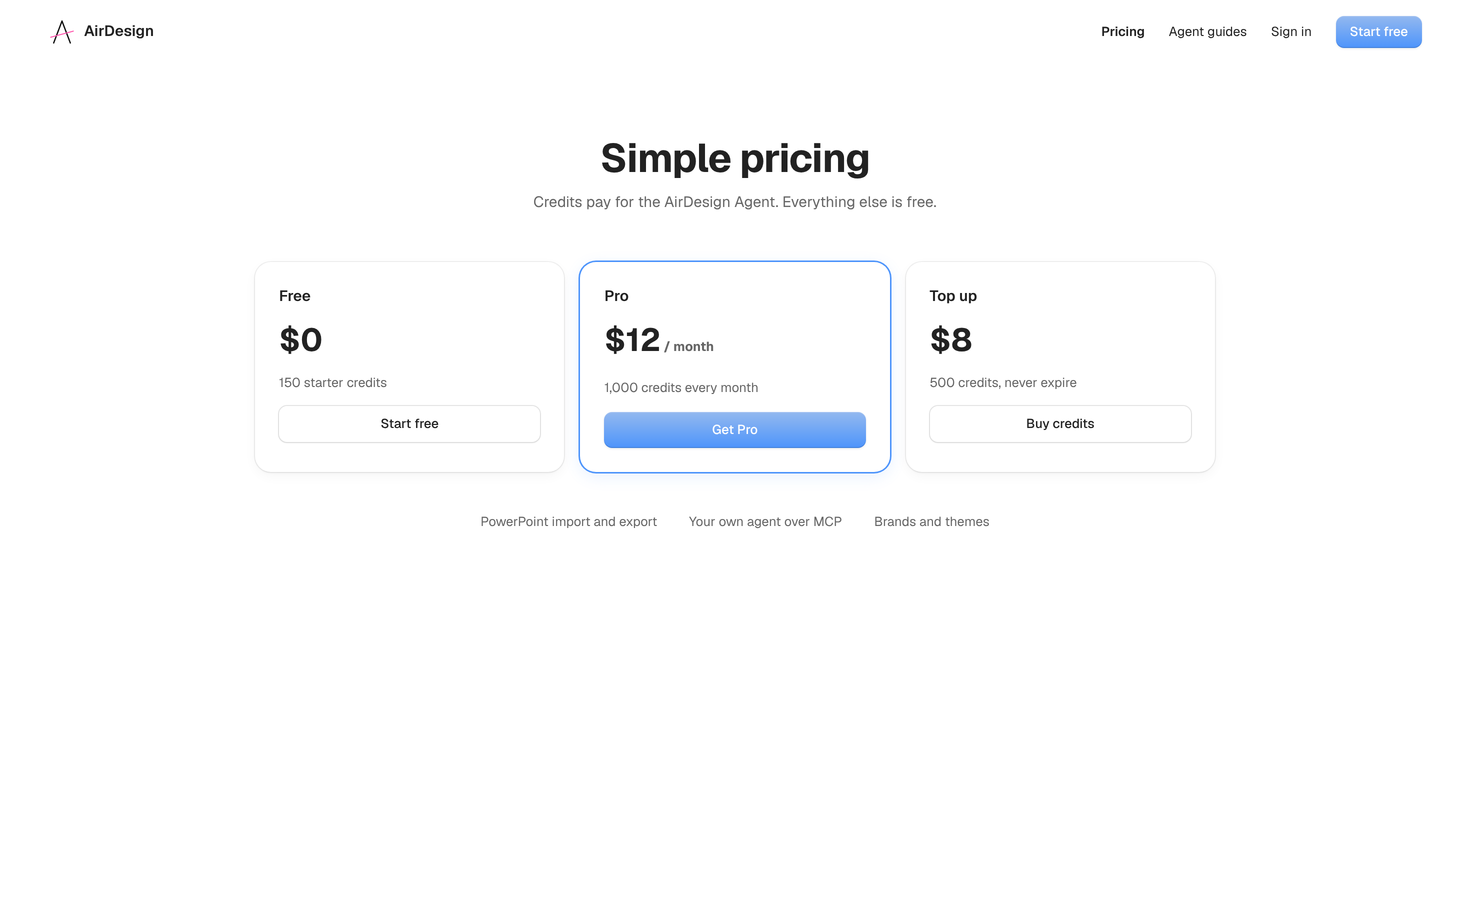 AirDesign
Pricing
Agent guides
Sign in
Start free
Simple pricing
Credits pay for the AirDesign Agent. Everything else is free.
Free
$0
150 starter credits
Start free
Pro
$12 / month
1,000 credits every month
Get Pro
Top up
$8
500 credits, never expire
Buy credits
PowerPoint import and export
Your own agent over MCP
Brands and themes